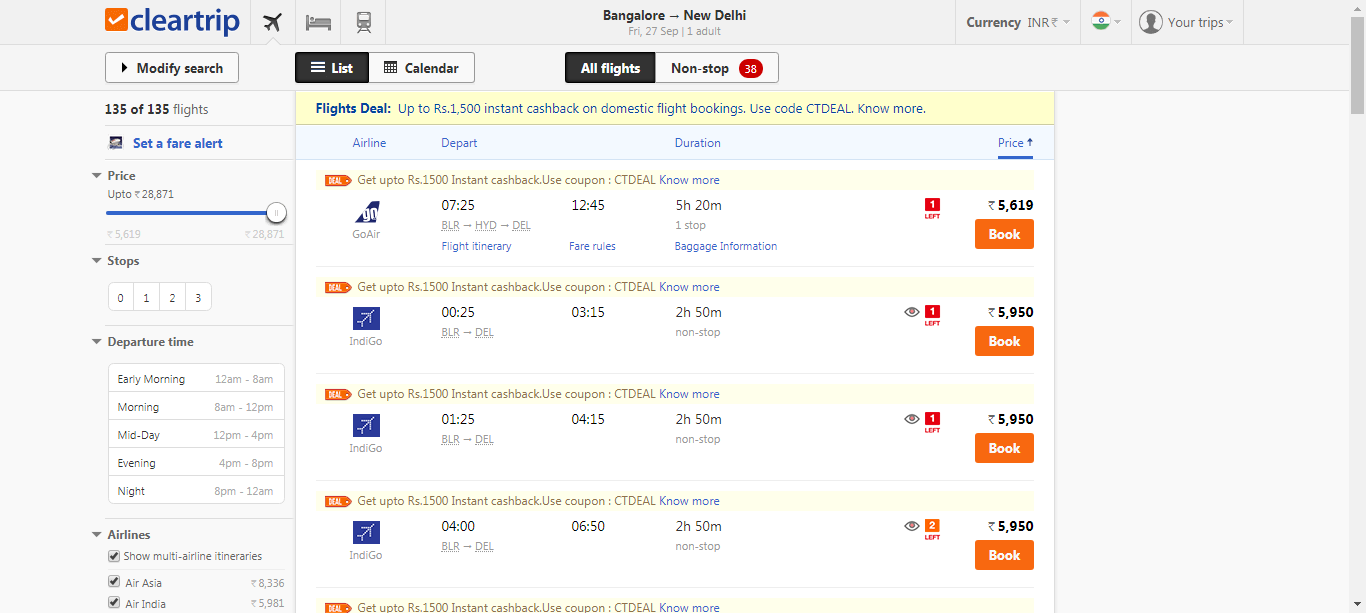 cleartrip
Bangalore → New Delhi
Fri, 27 Sep | 1 adult
Currency INR ₹
Your trips
Modify search
List
Calendar
All flights
Non-stop 38
135 of 135 flights
Set a fare alert
Price
Upto ₹ 28,871
₹ 5,619 ₹ 28,871
Stops
0 1 2 3
Departure time
Early Morning 12am - 8am
Morning 8am - 12pm
Mid-Day 12pm - 4pm
Evening 4pm - 8pm
Night 8pm - 12am
Airlines
Show multi-airline itineraries
Air Asia ₹ 8,336
Air India ₹ 5,981
Flights Deal: Up to Rs.1,500 instant cashback on domestic flight bookings. Use code CTDEAL. Know more.
Airline Depart Duration Price
DEAL Get upto Rs.1500 Instant cashback.Use coupon : CTDEAL Know more
go 07:25 12:45 5h 20m 1 ₹ 5,619
GoAir BLR → HYD → DEL 1 stop LEFT
Flight itinerary Fare rules Baggage Information Book
DEAL Get upto Rs.1500 Instant cashback.Use coupon : CTDEAL Know more
00:25 03:15 2h 50m 1 ₹ 5,950
IndiGo BLR → DEL non-stop LEFT
Book
DEAL Get upto Rs.1500 Instant cashback.Use coupon : CTDEAL Know more
01:25 04:15 2h 50m 1 ₹ 5,950
IndiGo BLR → DEL non-stop LEFT
Book
DEAL Get upto Rs.1500 Instant cashback.Use coupon : CTDEAL Know more
04:00 06:50 2h 50m 2 ₹ 5,950
IndiGo BLR → DEL non-stop LEFT
Book
DEAL Get upto Rs.1500 Instant cashback.Use coupon : CTDEAL Know more